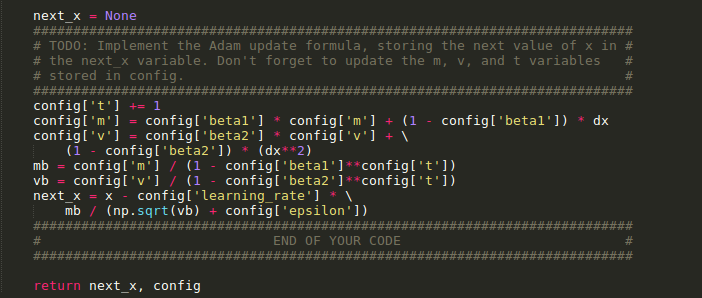 next_x = None
###########################################################################
# TODO: Implement the Adam update formula, storing the next value of x in #
# the next_x variable. Don't forget to update the m, v, and t variables   #
# stored in config.                                                       #
###########################################################################
config['t'] += 1
config['m'] = config['beta1'] * config['m'] + (1 - config['beta1']) * dx
config['v'] = config['beta2'] * config['v'] + \
    (1 - config['beta2']) * (dx**2)
mb = config['m'] / (1 - config['beta1']**config['t'])
vb = config['v'] / (1 - config['beta2']**config['t'])
next_x = x - config['learning_rate'] * \
    mb / (np.sqrt(vb) + config['epsilon'])
###########################################################################
#                             END OF YOUR CODE                            #
###########################################################################
return next_x, config